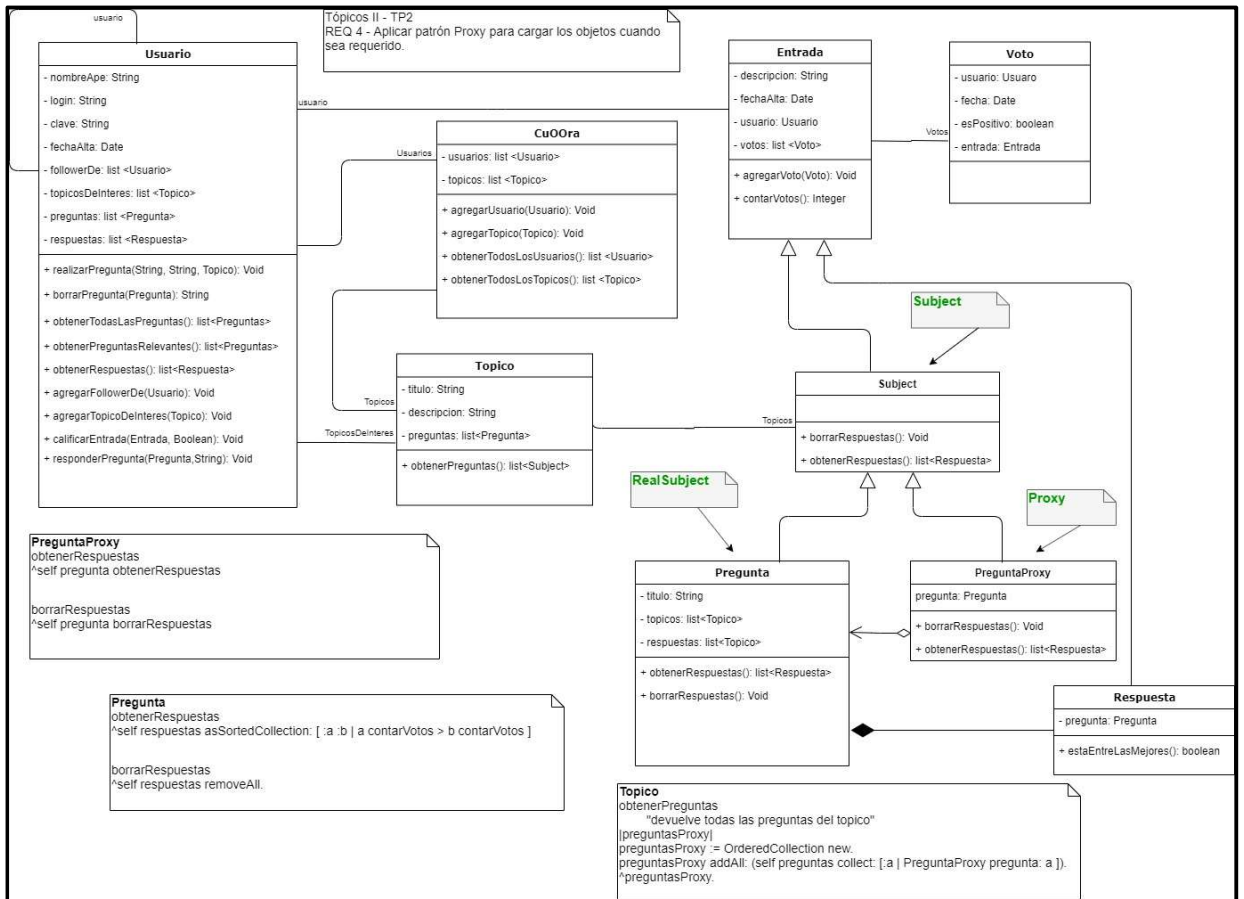 usuario
Tópicos II - TP2
REQ 4 - Aplicar patrón Proxy para cargar los objetos cuando
sea requerido.
Usuario
- nombreApe: String
- login: String
- clave: String
- fechaAlta: Date
- followerDe: list <Usuario>
- topicosDeInteres: list <Topico>
- preguntas: list <Pregunta>
- respuestas: list <Respuesta>
+ realizarPregunta(String, String, Topico): Void
+ borrarPregunta(Pregunta): String
+ obtenerTodasLasPreguntas(): list<Preguntas>
+ obtenerPreguntasRelevantes(): list<Preguntas>
+ obtenerRespuestas(): list<Respuesta>
+ agregarFollowerDe(Usuario): Void
+ agregarTopicoDeInteres(Topico): Void
+ calificarEntrada(Entrada, Boolean): Void
+ responderPregunta(Pregunta,String): Void
usuario
Usuarios
CuOOra
- usuarios: list <Usuario>
- topicos: list <Topico>
+ agregarUsuario(Usuario): Void
+ agregarTopico(Topico): Void
+ obtenerTodosLosUsuarios(): list <Usuario>
+ obtenerTodosLosTopicos(): list <Topico>
Entrada
- descripcion: String
- fechaAlta: Date
- usuario: Usuario
- votos: list <Voto>
+ agregarVoto(Voto): Void
+ contarVotos(): Integer
Votos
Voto
- usuario: Usuaro
- fecha: Date
- esPositivo: boolean
- entrada: Entrada
Subject
Topicos
TopicosDeInteres
Topico
- titulo: String
- descripcion: String
- preguntas: list<Pregunta>
+ obtenerPreguntas(): list<Subject>
Topicos
Subject
+ borrarRespuestas(): Void
+ obtenerRespuestas(): list<Respuesta>
RealSubject
Proxy
PreguntaProxy
obtenerRespuestas
^self pregunta obtenerRespuestas
borrarRespuestas
^self pregunta borrarRespuestas
Pregunta
- titulo: String
- topicos: list<Topico>
- respuestas: list<Topico>
+ obtenerRespuestas(): list<Respuesta>
+ borrarRespuestas(): Void
PreguntaProxy
pregunta: Pregunta
+ borrarRespuestas(): Void
+ obtenerRespuestas(): list<Respuesta>
Pregunta
obtenerRespuestas
^self respuestas asSortedCollection: [ :a :b | a contarVotos > b contarVotos ]
borrarRespuestas
^self respuestas removeAll.
Respuesta
- pregunta: Pregunta
+ estaEntreLasMejores(): boolean
Topico
obtenerPreguntas
"devuelve todas las preguntas del topico"
|preguntasProxy|
preguntasProxy := OrderedCollection new.
preguntasProxy addAll: (self preguntas collect: [:a | PreguntaProxy pregunta: a ]).
^preguntasProxy.